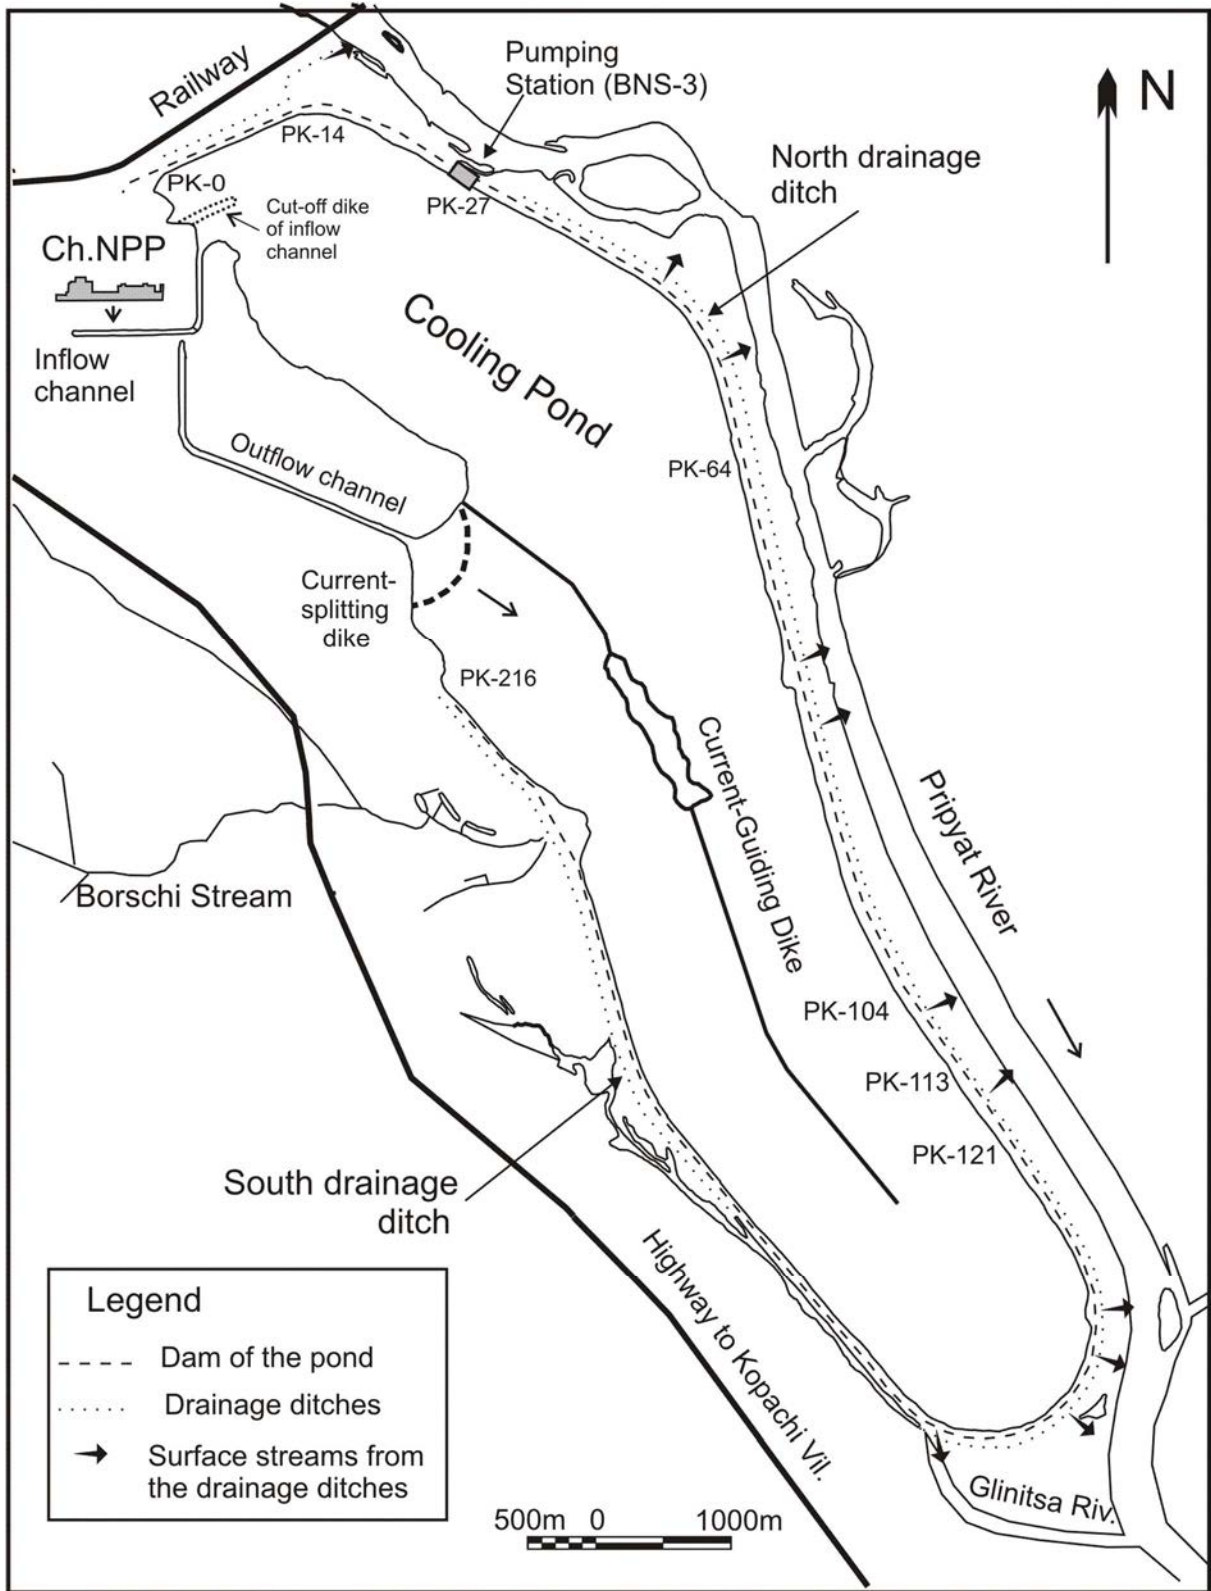 Railway
Pumping
Station (BNS-3)
N
PK-14
North drainage
ditch
PK-0
PK-27
Cut-off dike
of inflow
channel
Ch.NPP
Cooling Pond
Inflow
channel
Outflow channel
PK-64
Current-
splitting
dike
PK-216
Current-Guiding Dike
Pripyat River
Borschi Stream
PK-104
PK-113
PK-121
South drainage
ditch
Highway to Kopachi Vil.
Legend
Dam of the pond
Drainage ditches
Surface streams from
the drainage ditches
Glinitsa Riv.
500m 0 1000m